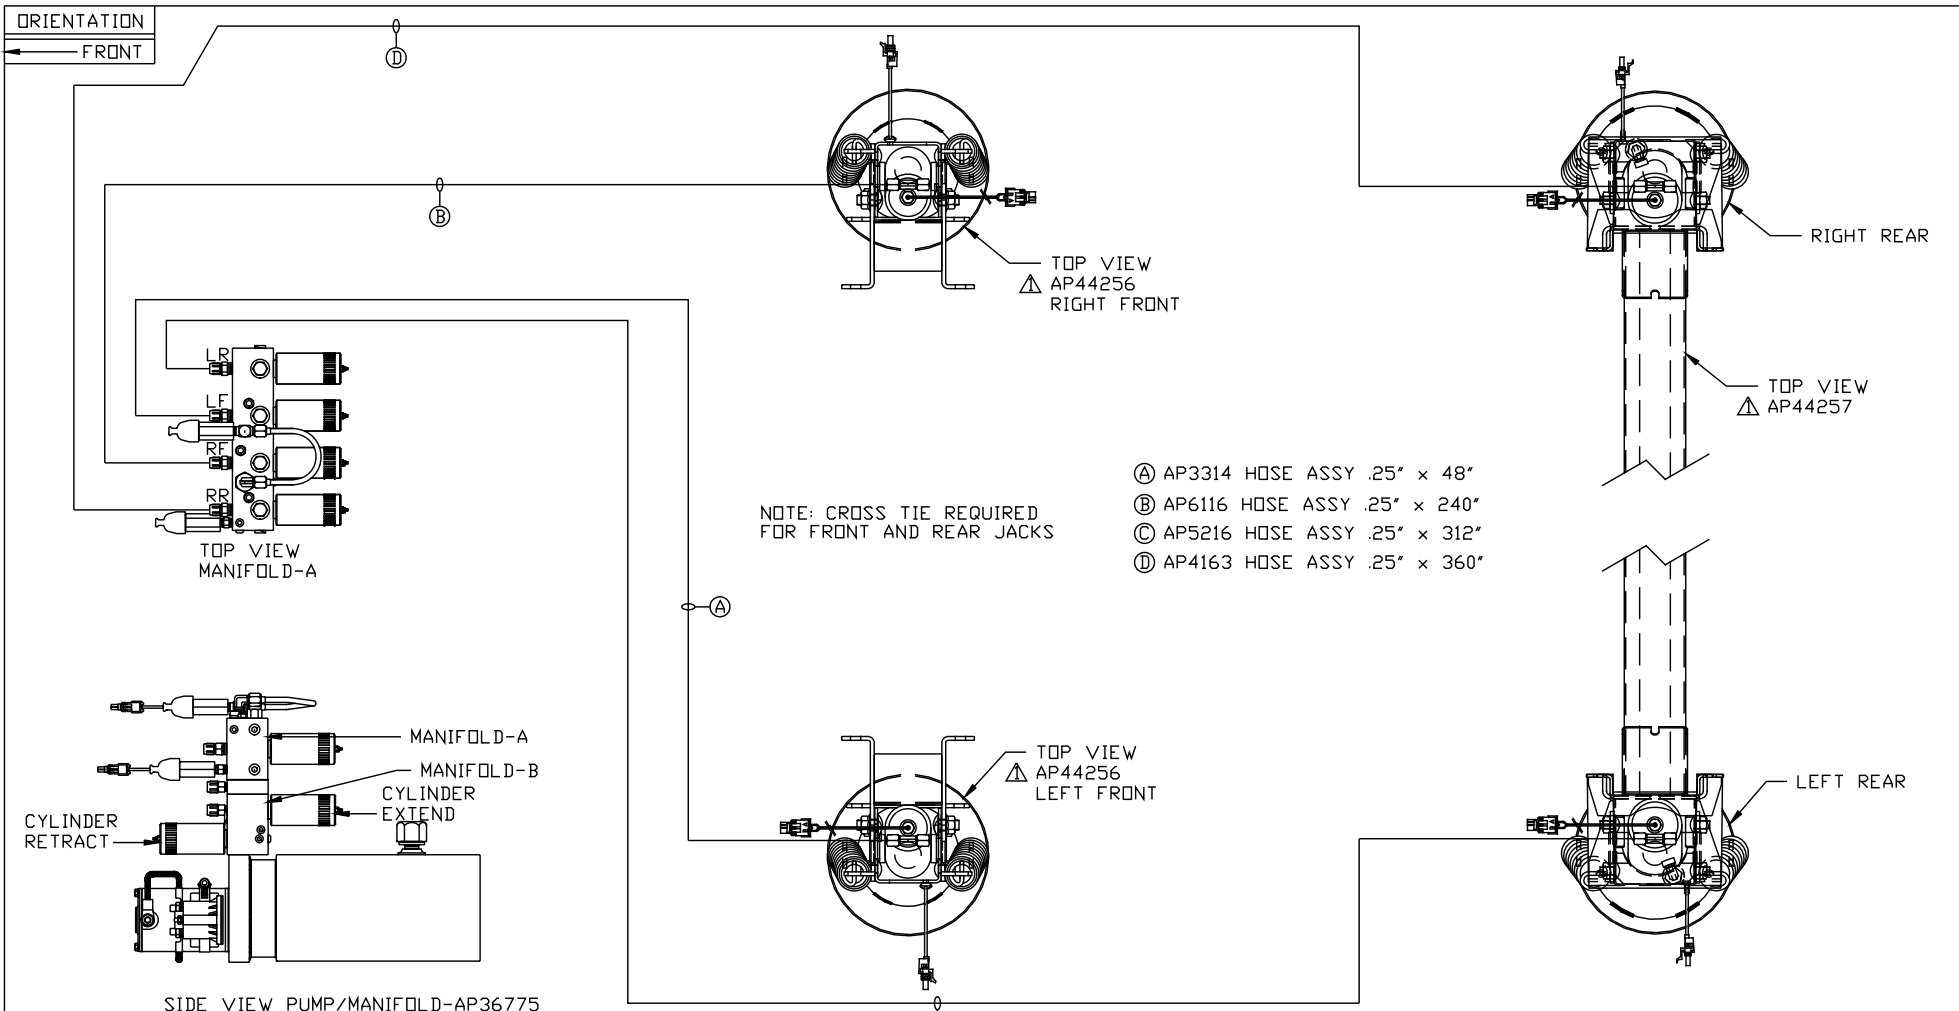 ORIENTATION
FRONT
D
B
TOP VIEW
1 AP44256
RIGHT FRONT
RIGHT REAR
LR
LF
RF
RR
TOP VIEW
MANIFOLD-A
TOP VIEW
1 AP44257
NOTE: CROSS TIE REQUIRED
FOR FRONT AND REAR JACKS
A AP3314 HOSE ASSY .25" x 48"
B AP6116 HOSE ASSY .25" x 240"
C AP5216 HOSE ASSY .25" x 312"
D AP4163 HOSE ASSY .25" x 360"
A
MANIFOLD-A
MANIFOLD-B
CYLINDER
EXTEND
CYLINDER
RETRACT
TOP VIEW
1 AP44256
LEFT FRONT
LEFT REAR
SIDE VIEW PUMP/MANIFOLD-AP36775